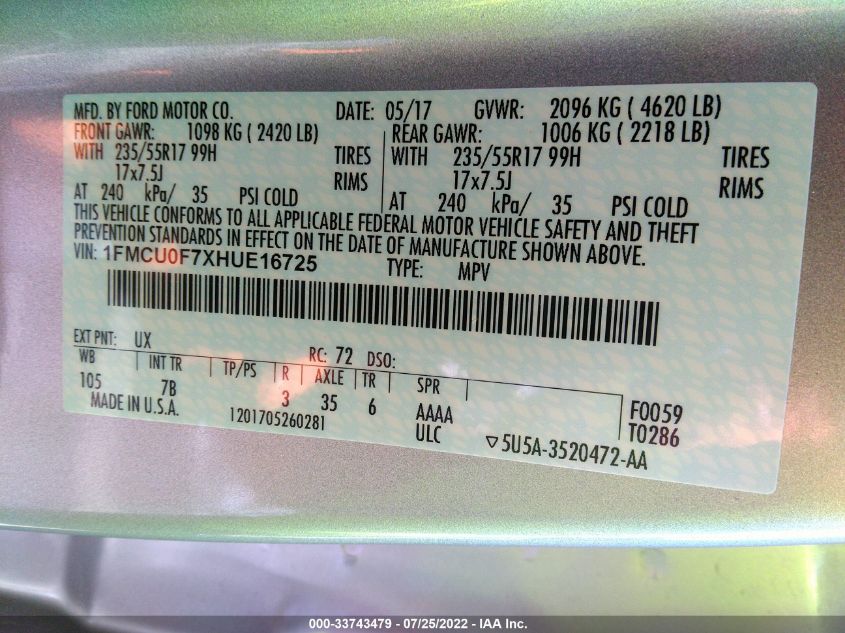 MFD. BY FORD MOTOR CO. DATE: 05/17 GVWR: 2096 KG ( 4620 LB)
FRONT GAWR: 1098 KG ( 2420 LB) REAR GAWR: 1006 KG ( 2218 LB)
WITH 235/55R17 99H TIRES WITH 235/55R17 99H TIRES
17x7.5J RIMS 17x7.5J RIMS
AT 240 kPa/ 35 PSI COLD AT 240 kPa/ 35 PSI COLD
THIS VEHICLE CONFORMS TO ALL APPLICABLE FEDERAL MOTOR VEHICLE SAFETY AND THEFT
PREVENTION STANDARDS IN EFFECT ON THE DATE OF MANUFACTURE SHOWN ABOVE.
VIN: 1FMCU0F7XHUE16725 TYPE: MPV
EXT PNT: UX RC: 72 DSO:
WB INT TR TP/PS R AXLE TR SPR
105 7B 3 35 6 AAAA F0059
MADE IN U.S.A. 1201705260281 ULC T0286
▽5U5A-3520472-AA
000-33743479 - 07/25/2022 - IAA Inc.